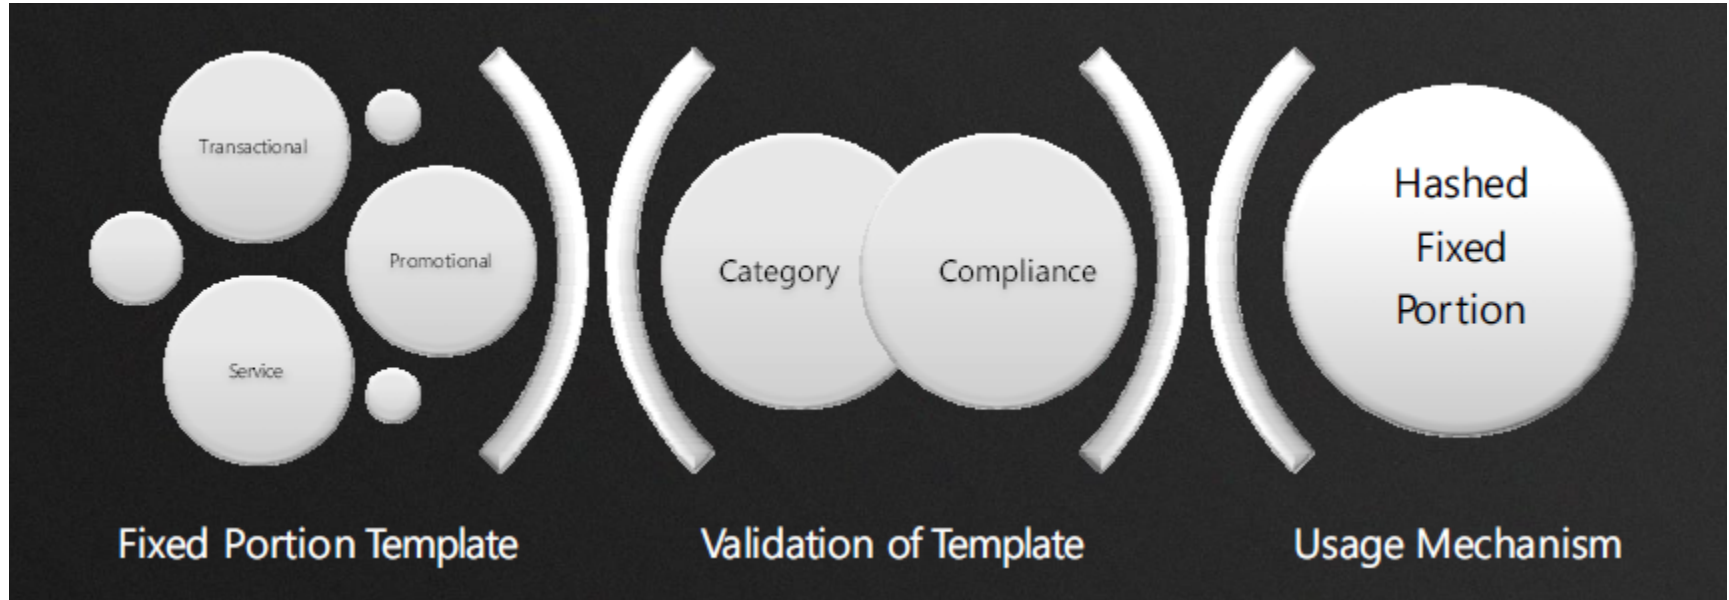 Transactional
Promotional
Service
Fixed Portion Template
Category
Compliance
Validation of Template
Hashed
Fixed
Portion
Usage Mechanism